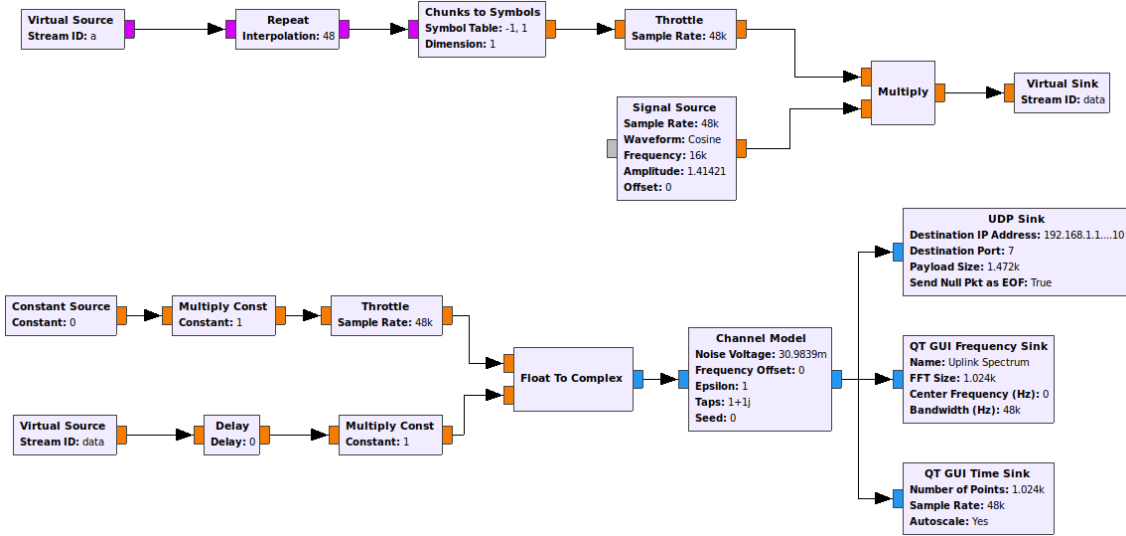 Virtual Source
Stream ID: a
Repeat
Interpolation: 48
Chunks to Symbols
Symbol Table: -1, 1
Dimension: 1
Throttle
Sample Rate: 48k
Multiply
Virtual Sink
Stream ID: data
Signal Source
Sample Rate: 48k
Waveform: Cosine
Frequency: 16k
Amplitude: 1.41421
Offset: 0
UDP Sink
Destination IP Address: 192.168.1.1....10
Destination Port: 7
Payload Size: 1.472k
Send Null Pkt as EOF: True
Constant Source
Constant: 0
Multiply Const
Constant: 1
Throttle
Sample Rate: 48k
Float To Complex
Channel Model
Noise Voltage: 30.9839m
Frequency Offset: 0
Epsilon: 1
Taps: 1+1j
Seed: 0
QT GUI Frequency Sink
Name: Uplink Spectrum
FFT Size: 1.024k
Center Frequency (Hz): 0
Bandwidth (Hz): 48k
Virtual Source
Stream ID: data
Delay
Delay: 0
Multiply Const
Constant: 1
QT GUI Time Sink
Number of Points: 1.024k
Sample Rate: 48k
Autoscale: Yes